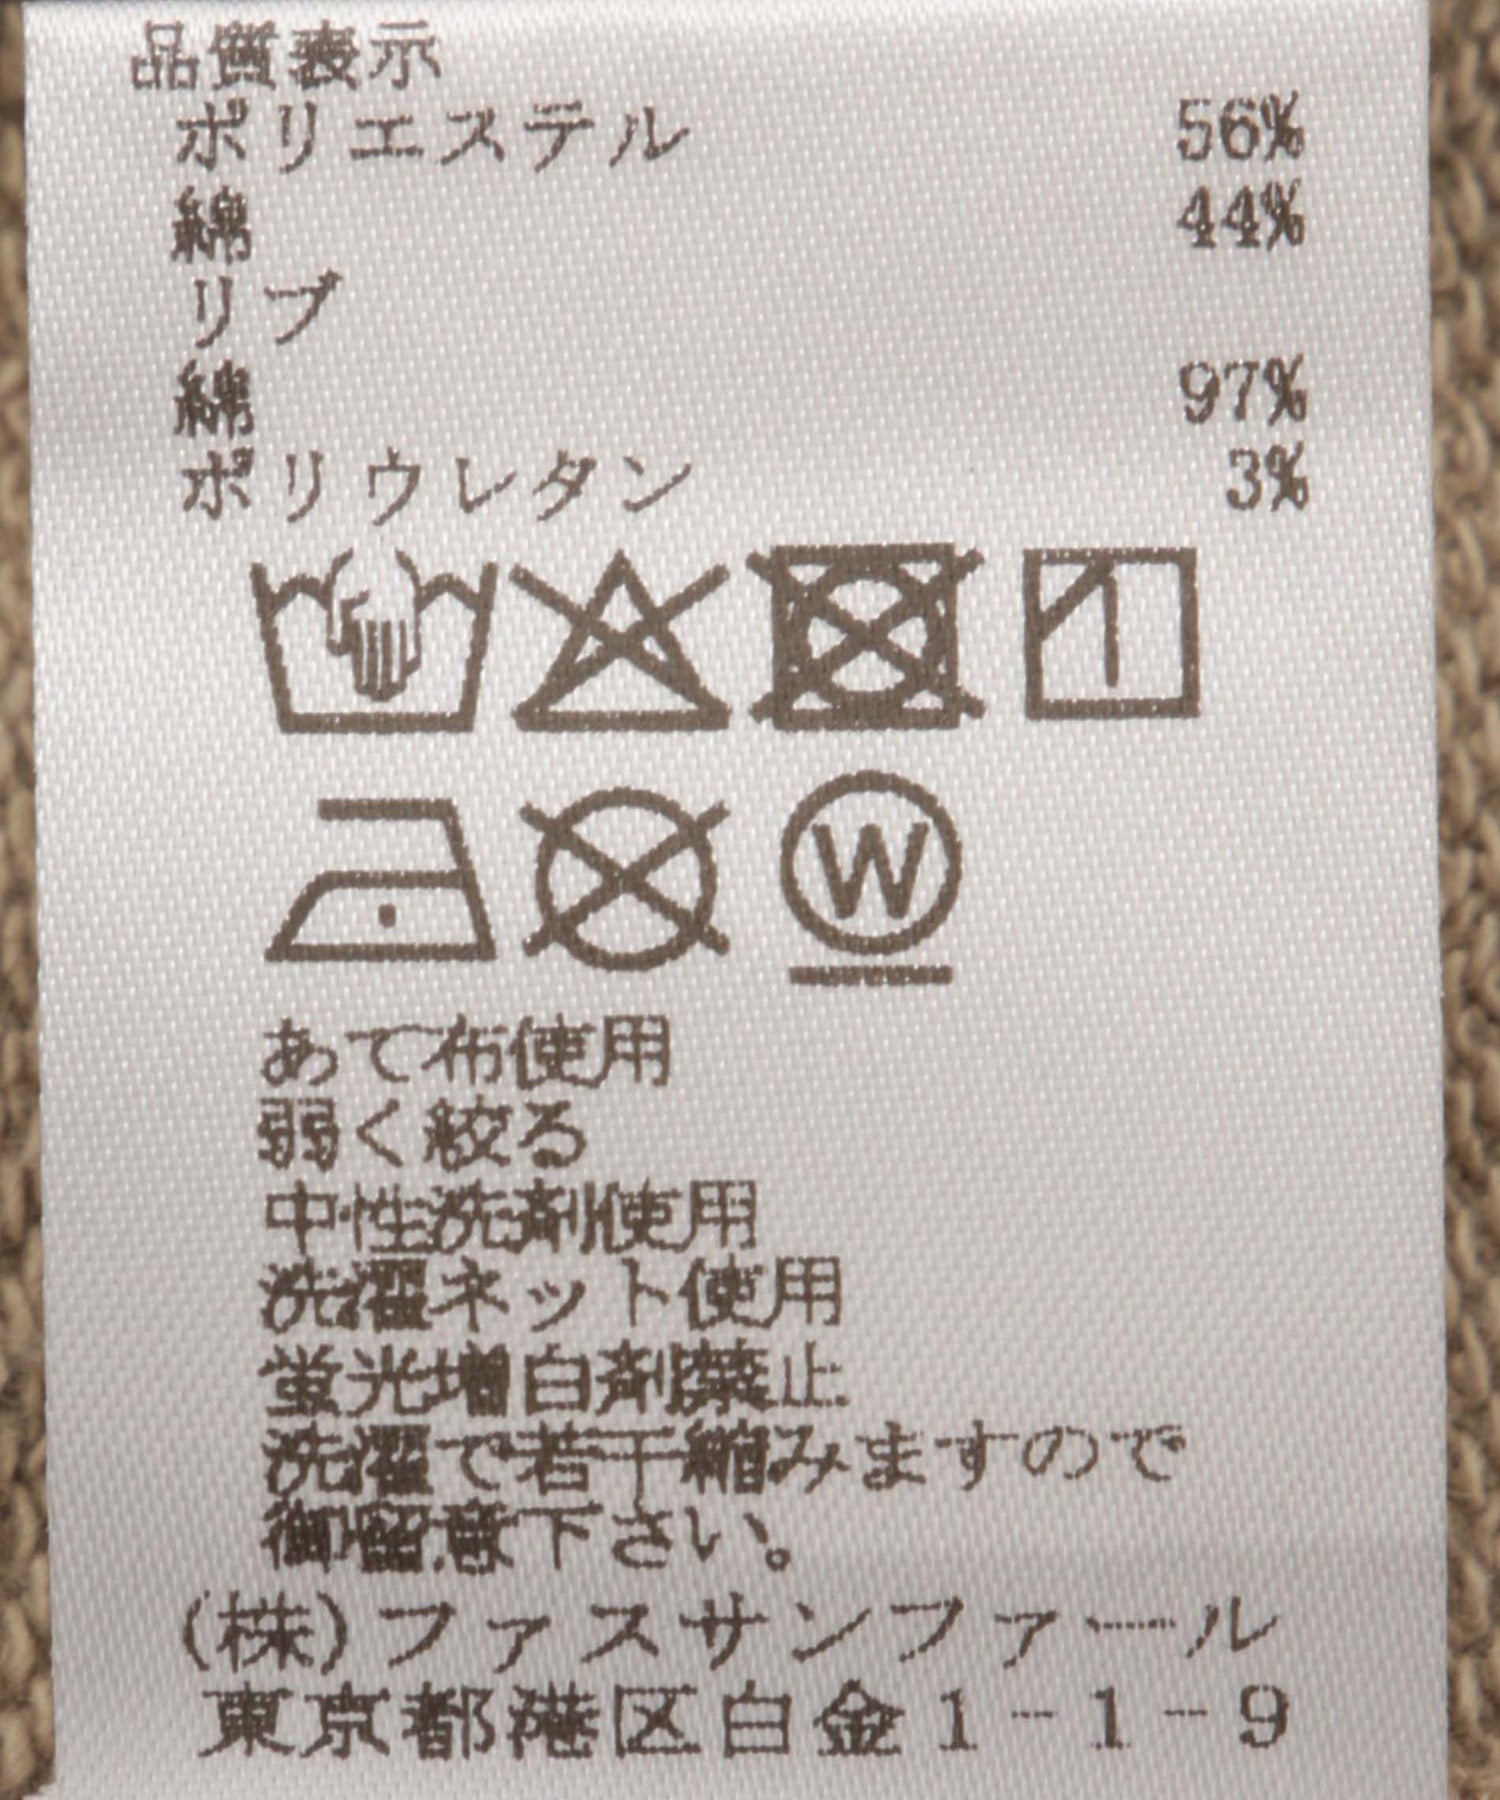 品質表示
ポリエステル 56%
綿 44%
リブ
綿 97%
ポリウレタン 3%
W
あて布使用
弱く絞る
中性洗剤使用
洗濯ネット使用
蛍光増白剤禁止
洗濯で若干縮みますので
御留意下さい。
(株)ファスサンファール
東京都港区白金1-1-9